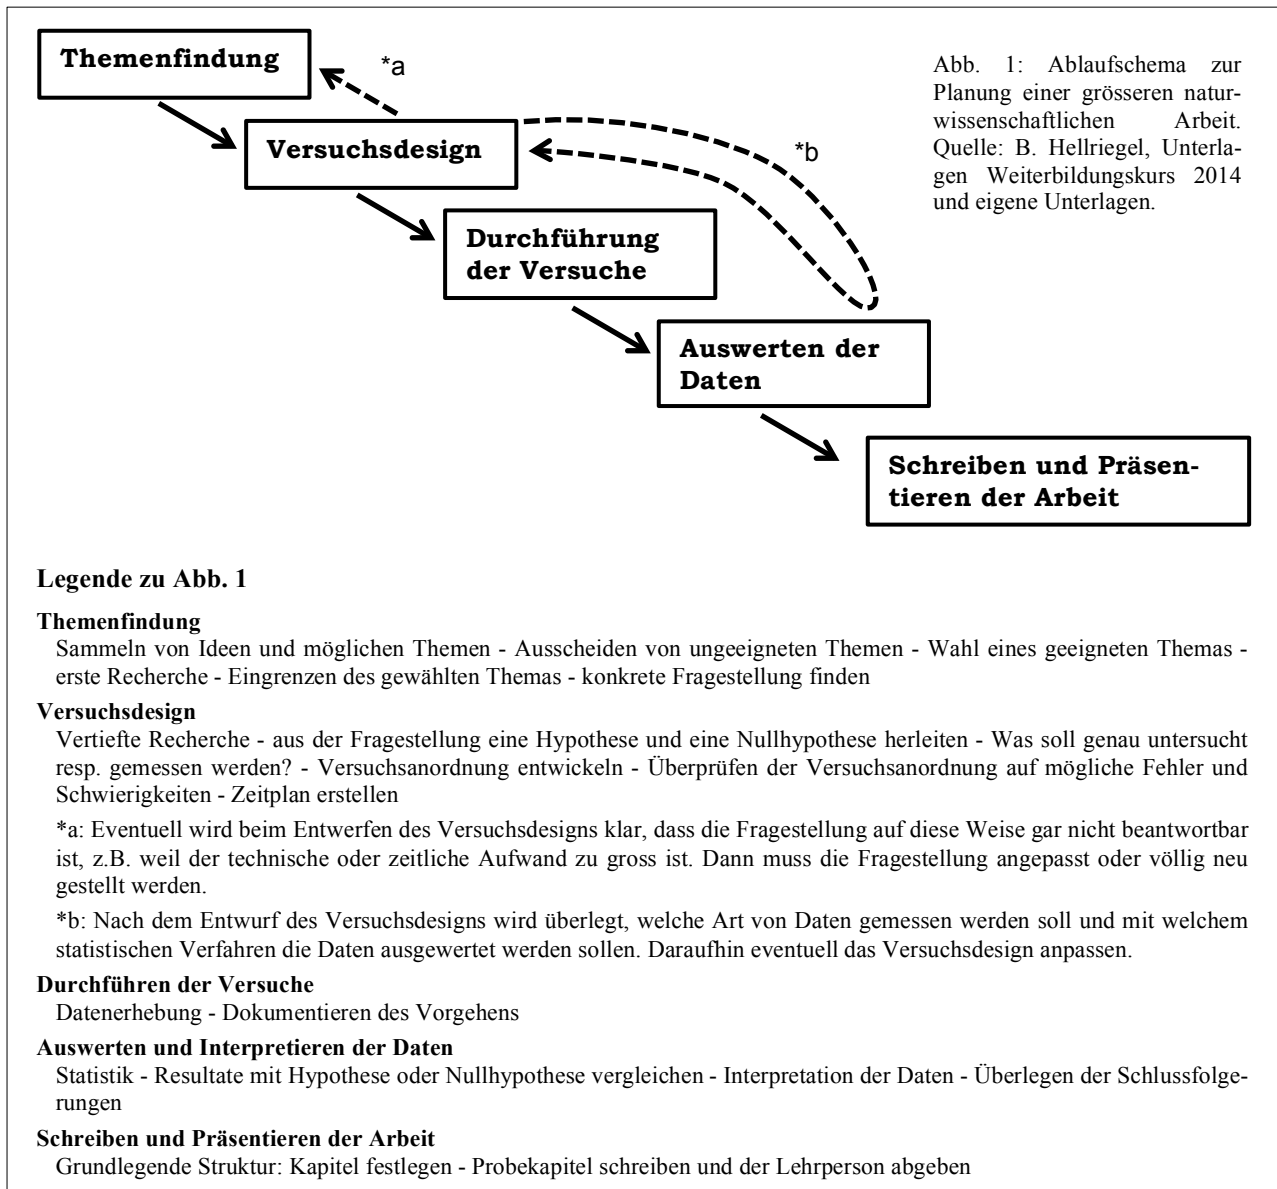 Themenfindung
*a
Abb. 1: Ablaufschema zur
Planung einer grösseren natur-
wissenschaftlichen Arbeit.
Quelle: B. Hellriegel, Unterla-
gen Weiterbildungskurs 2014
und eigene Unterlagen.
Versuchsdesign
*b
Durchführung
der Versuche
Auswerten der
Daten
Schreiben und Präsen-
tieren der Arbeit
Legende zu Abb. 1
Themenfindung
Sammeln von Ideen und möglichen Themen - Ausscheiden von ungeeigneten Themen - Wahl eines geeigneten Themas -
erste Recherche - Eingrenzen des gewählten Themas - konkrete Fragestellung finden
Versuchsdesign
Vertiefte Recherche - aus der Fragestellung eine Hypothese und eine Nullhypothese herleiten - Was soll genau untersucht
resp. gemessen werden? - Versuchsanordnung entwickeln - Überprüfen der Versuchsanordnung auf mögliche Fehler und
Schwierigkeiten - Zeitplan erstellen
*a: Eventuell wird beim Entwerfen des Versuchsdesigns klar, dass die Fragestellung auf diese Weise gar nicht beantwortbar
ist, z.B. weil der technische oder zeitliche Aufwand zu gross ist. Dann muss die Fragestellung angepasst oder völlig neu
gestellt werden.
*b: Nach dem Entwurf des Versuchsdesigns wird überlegt, welche Art von Daten gemessen werden soll und mit welchem
statistischen Verfahren die Daten ausgewertet werden sollen. Daraufhin eventuell das Versuchsdesign anpassen.
Durchführen der Versuche
Datenerhebung - Dokumentieren des Vorgehens
Auswerten und Interpretieren der Daten
Statistik - Resultate mit Hypothese oder Nullhypothese vergleichen - Interpretation der Daten - Überlegen der Schlussfolge-
rungen
Schreiben und Präsentieren der Arbeit
Grundlegende Struktur: Kapitel festlegen - Probekapitel schreiben und der Lehrperson abgeben